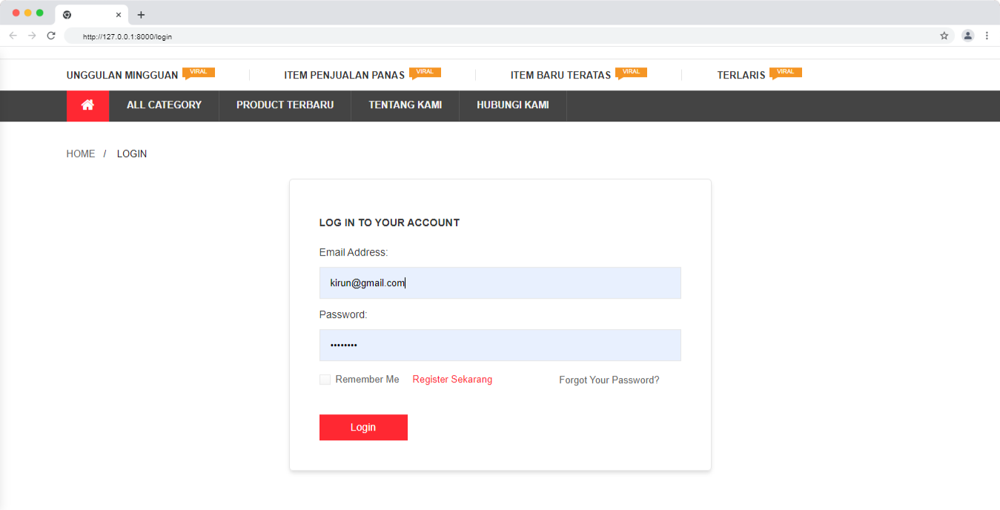 http://127.0.0.1:8000/login
UNGGULAN MINGGUAN VIRAL ITEM PENJUALAN PANAS VIRAL ITEM BARU TERATAS VIRAL TERLARIS VIRAL
ALL CATEGORY PRODUCT TERBARU TENTANG KAMI HUBUNGI KAMI
HOME / LOGIN
LOG IN TO YOUR ACCOUNT
Email Address:
kirun@gmail.com
Password:
••••••••
Remember Me Register Sekarang Forgot Your Password?
Login